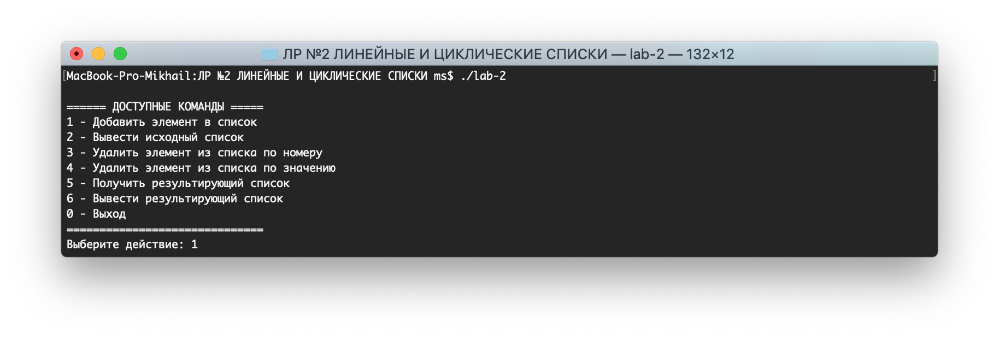 ЛР №2 ЛИНЕЙНЫЕ И ЦИКЛИЧЕСКИЕ СПИСКИ — lab-2 — 132×12
[MacBook-Pro-Mikhail:ЛР №2 ЛИНЕЙНЫЕ И ЦИКЛИЧЕСКИЕ СПИСКИ ms$ ./lab-2 ]
====== ДОСТУПНЫЕ КОМАНДЫ =====
1 - Добавить элемент в список
2 - Вывести исходный список
3 - Удалить элемент из списка по номеру
4 - Удалить элемент из списка по значению
5 - Получить результирующий список
6 - Вывести результирующий список
0 - Выход
==============================
Выберите действие: 1